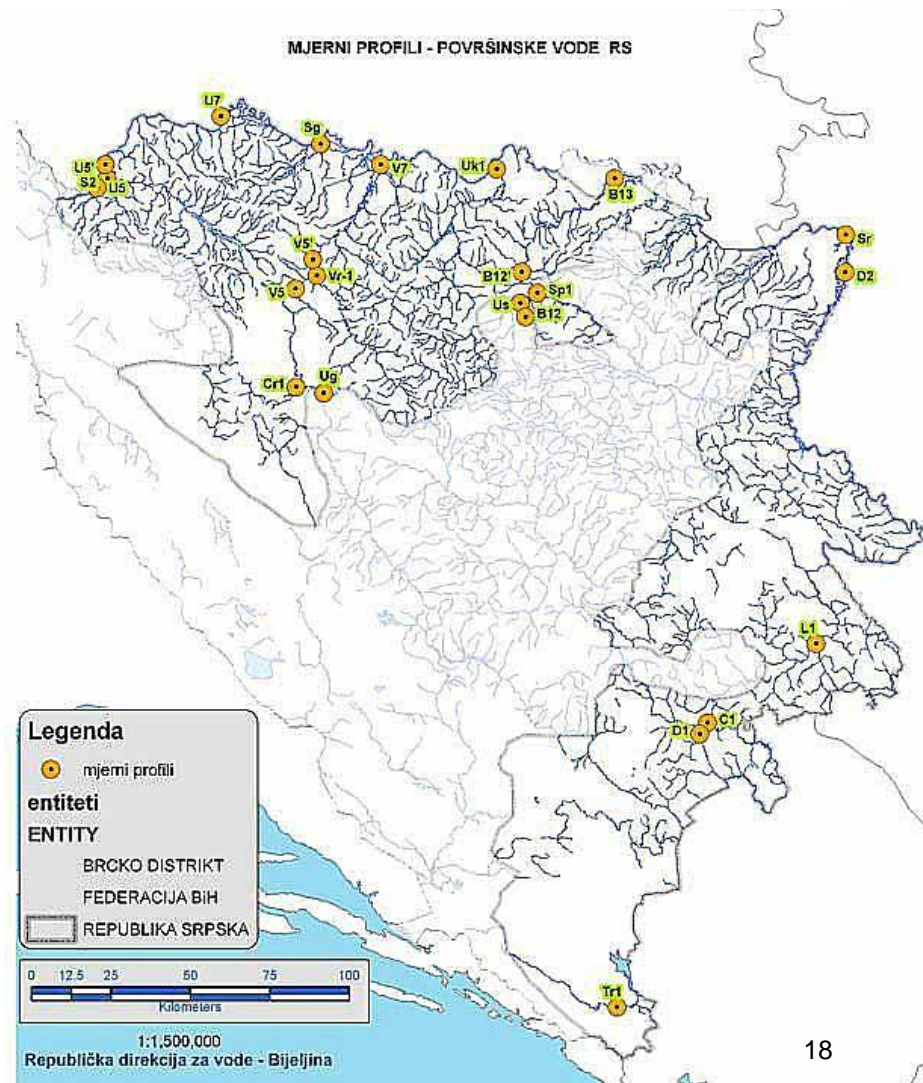 MJERNI PROFILI - POVRŠINSKE VODE RS
U7
Sg
U5'
V7
Uk1
S2
U5
B13
Sr
V5'
B12'
D2
Vr-1
Sp1
V5
Us
B12
Cr1
Ug
L1
C1
D1
Legenda
mjerni profili
entiteti
ENTITY
BRCKO DISTRIKT
FEDERACIJA BiH
REPUBLIKA SRPSKA
0 12.5 25 50 75 100
Kilometers
Tr1
1:1,500,000
Republička direkcija za vode - Bijeljina
18